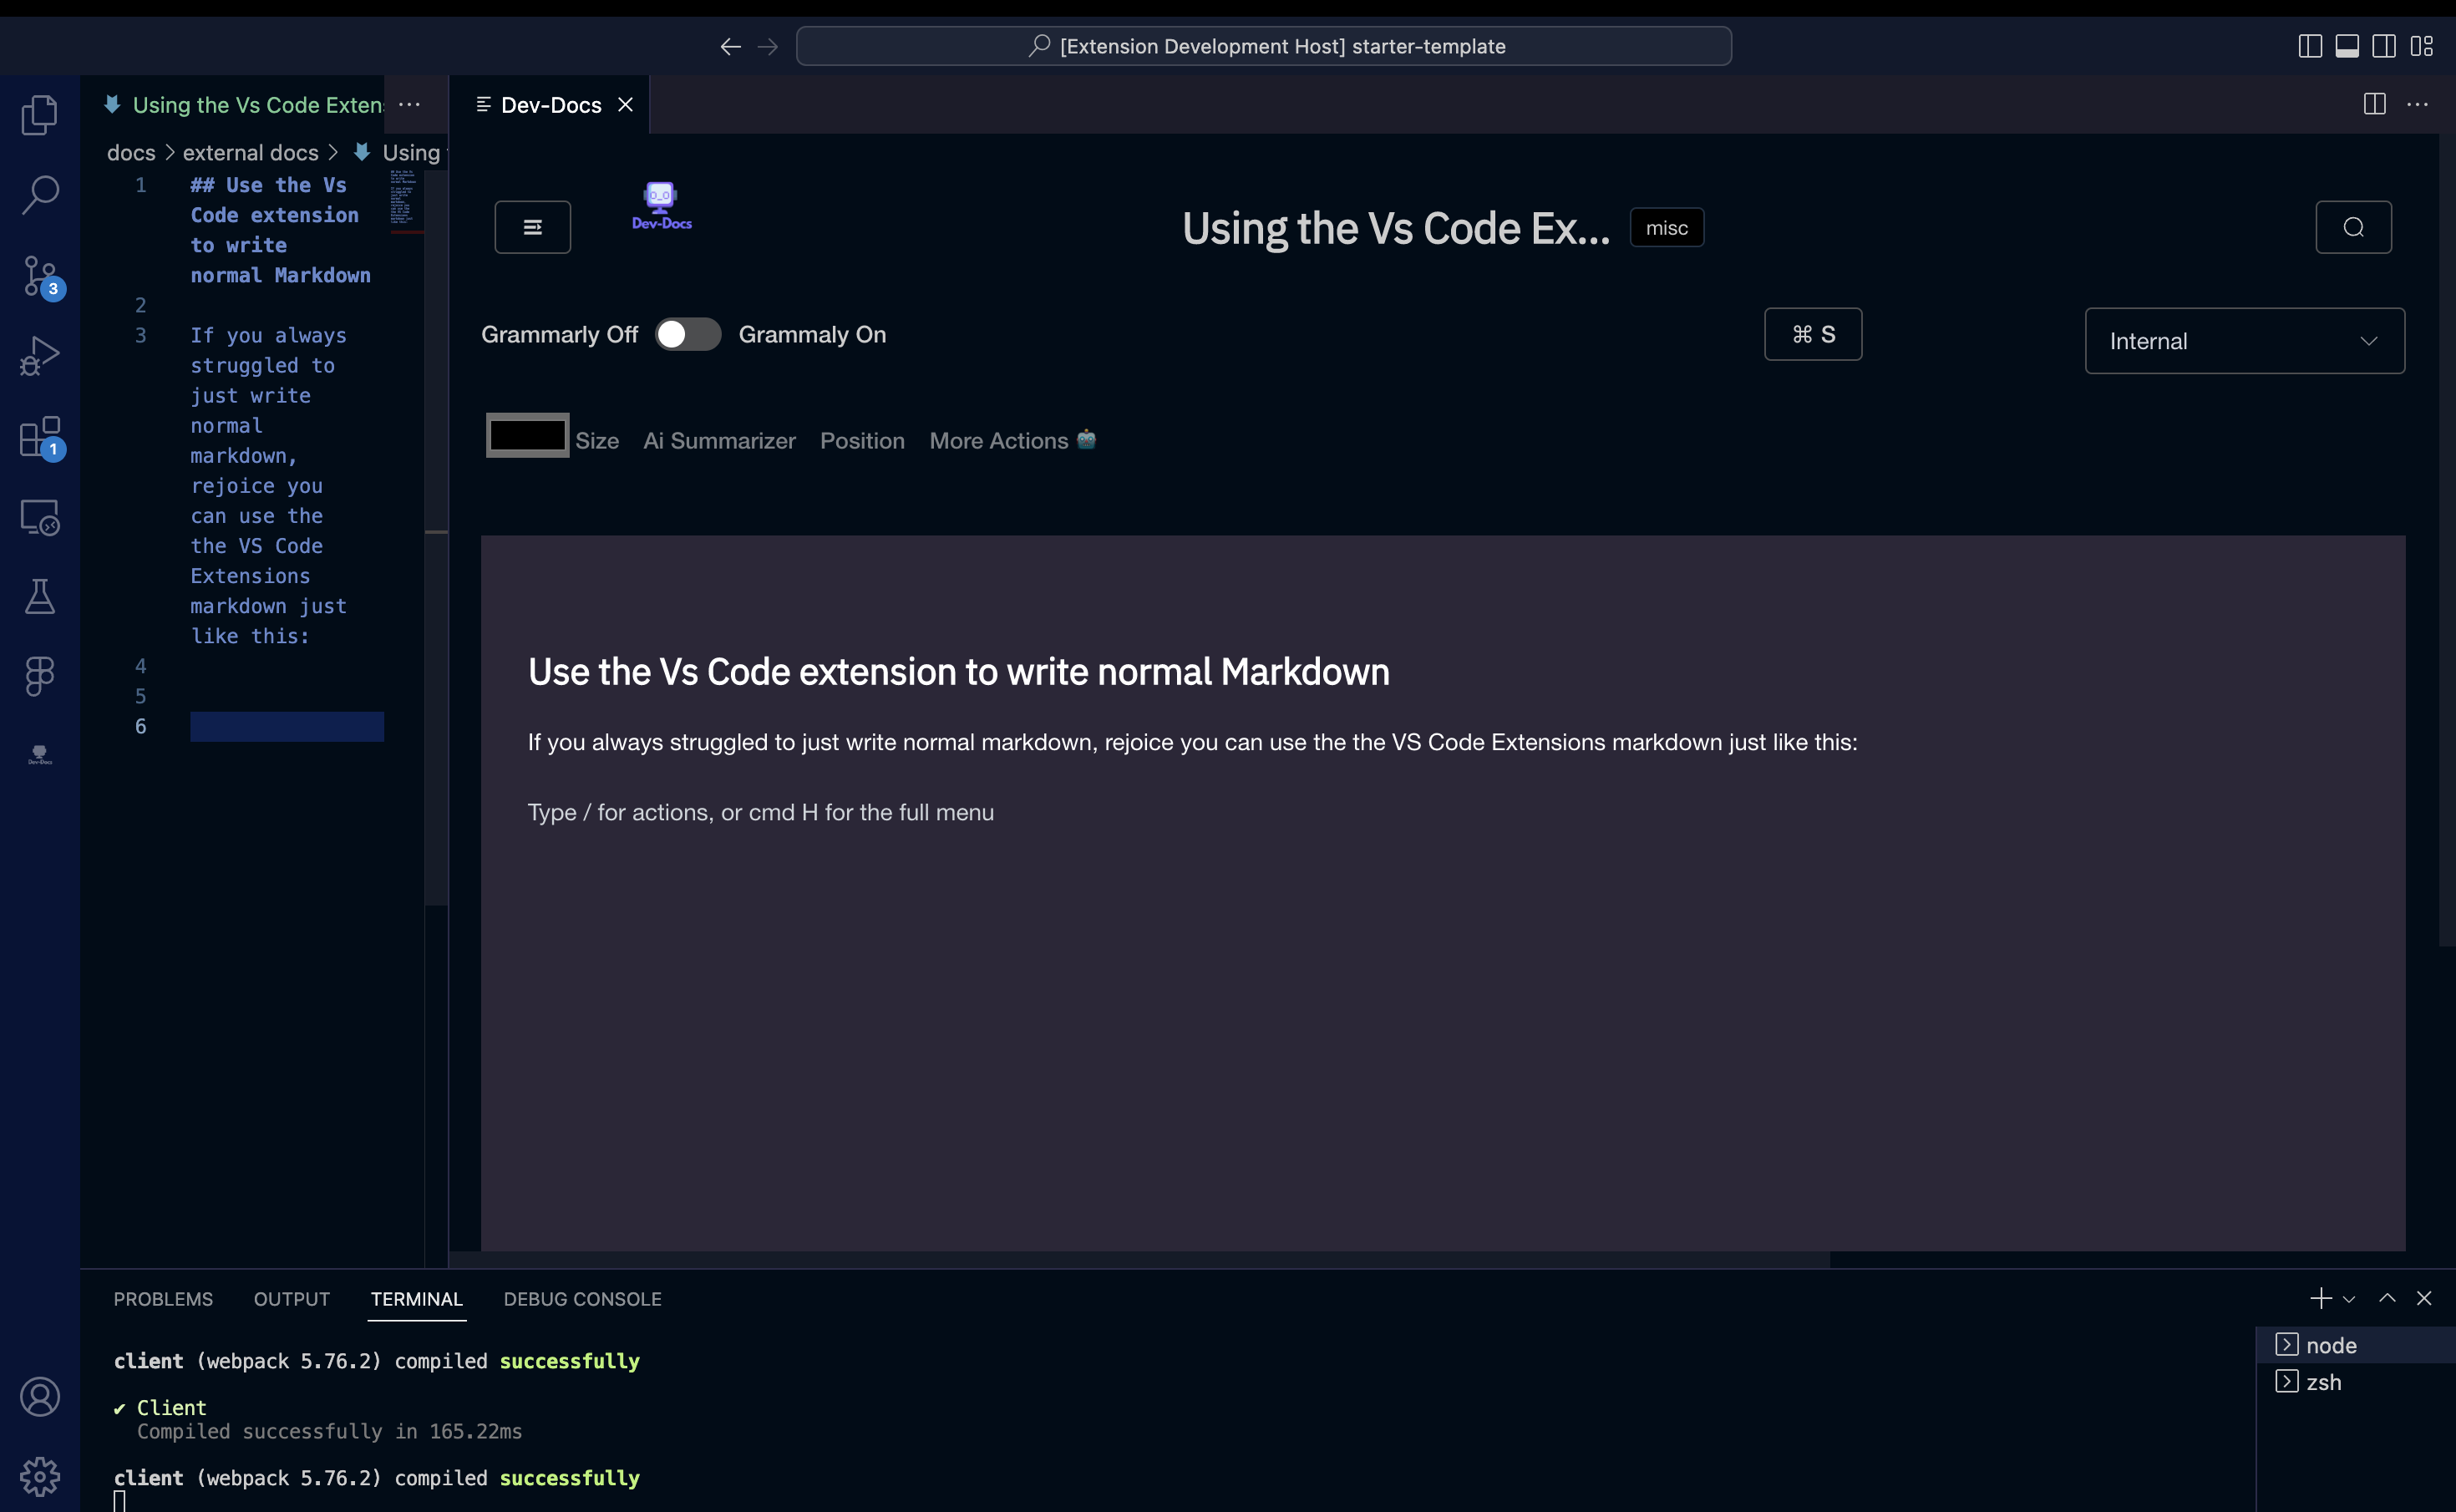 [Extension Development Host] starter-template
Using the Vs Code Exten
Dev-Docs
docs > external docs > Using
1 ## Use the Vs
Code extension
to write
normal Markdown
2
3 If you always
struggled to
just write
normal
markdown,
rejoice you
can use the
the VS Code
Extensions
markdown just
like this:
4
5
6
3
1
Dev-Docs
Dev-Docs
Using the Vs Code Ex... misc
Grammarly Off Grammaly On
⌘ S
Internal
Size Ai Summarizer Position More Actions
Use the Vs Code extension to write normal Markdown
If you always struggled to just write normal markdown, rejoice you can use the the VS Code Extensions markdown just like this:
Type / for actions, or cmd H for the full menu
PROBLEMS OUTPUT TERMINAL DEBUG CONSOLE
client (webpack 5.76.2) compiled successfully
✔ Client
Compiled successfully in 165.22ms
client (webpack 5.76.2) compiled successfully
node
zsh